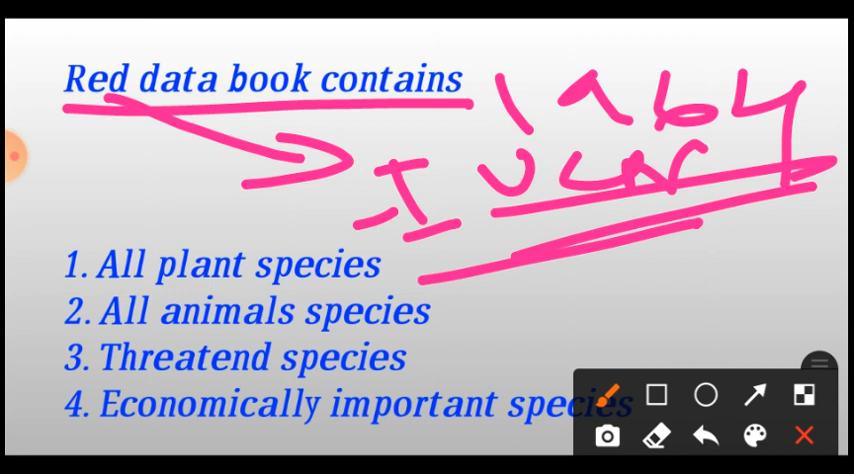 Red data book contains
1964
IUCN
1. All plant species
2. All animals species
3. Threatend species
4. Economically important species